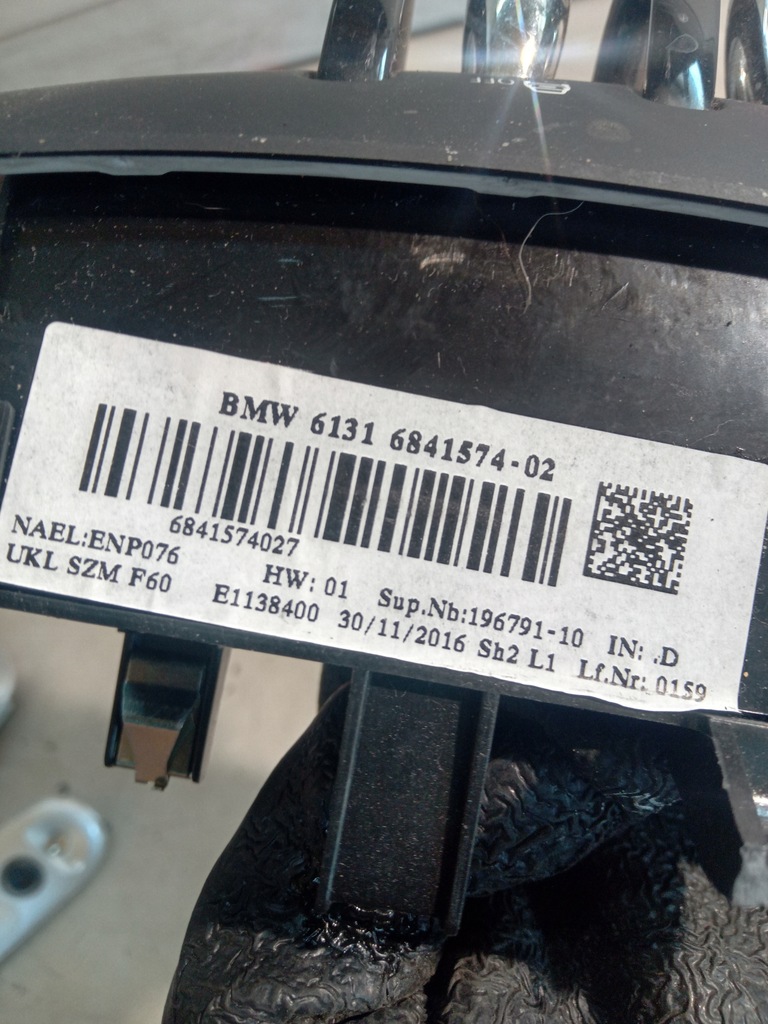 OFF
BMW 6131 6841574-02
6841574027
NAEL:ENP076
HW: 01 Sup.Nb:196791-10 IN: .D
UKL SZM F60 E1138400 30/11/2016 Sh2 L1 Lf.Nr: 0159